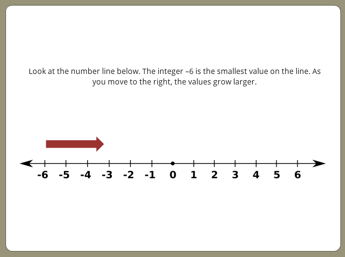 Look at the number line below. The integer –6 is the smallest value on the line. As
you move to the right, the values grow larger.
-6 -5 -4 -3 -2 -1 0 1 2 3 4 5 6